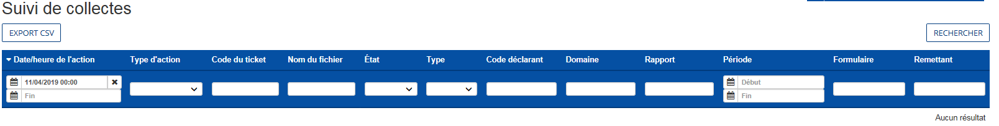 Suivi de collectes
EXPORT CSV
RECHERCHER
Date/heure de l'action Type d'action Code du ticket Nom du fichier État Type Code déclarant Domaine Rapport Période Formulaire Remettant
11/04/2019 00:00 Début
Fin Fin
Aucun résultat